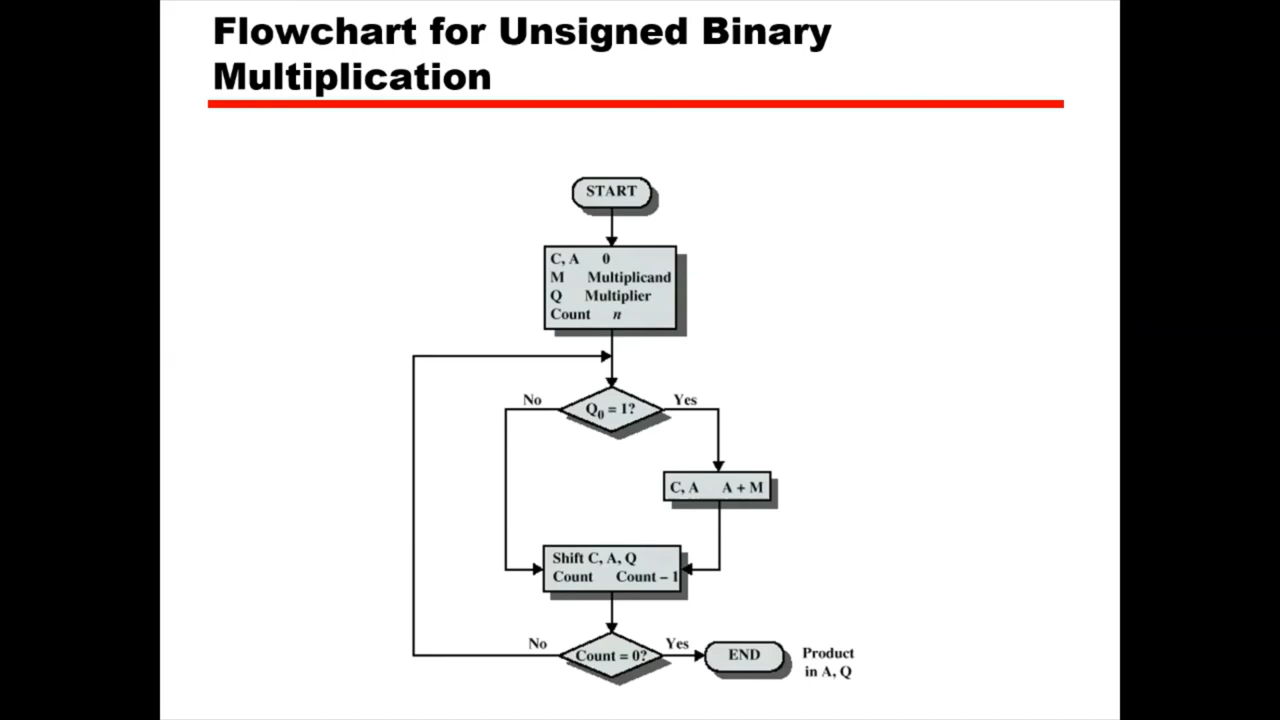 Flowchart for Unsigned Binary
Multiplication
START
C, A 0
M Multiplicand
Q Multiplier
Count n
No
Q0 = 1?
Yes
C, A A + M
Shift C, A, Q
Count Count – 1
No
Count = 0?
Yes
END
Product
in A, Q